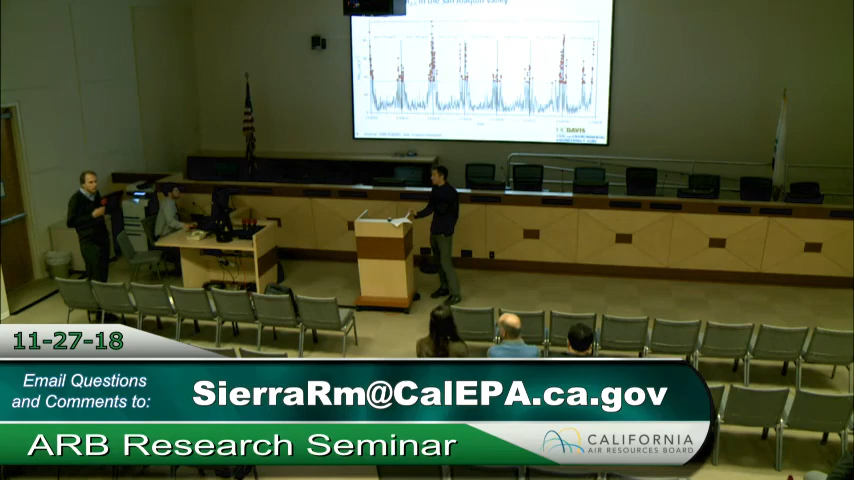 in the San Joaquin Valley
UC DAVIS
11-27-18
Email Questions
and Comments to:
SierraRm@CalEPA.ca.gov
ARB Research Seminar
CALIFORNIA
AIR RESOURCES BOARD